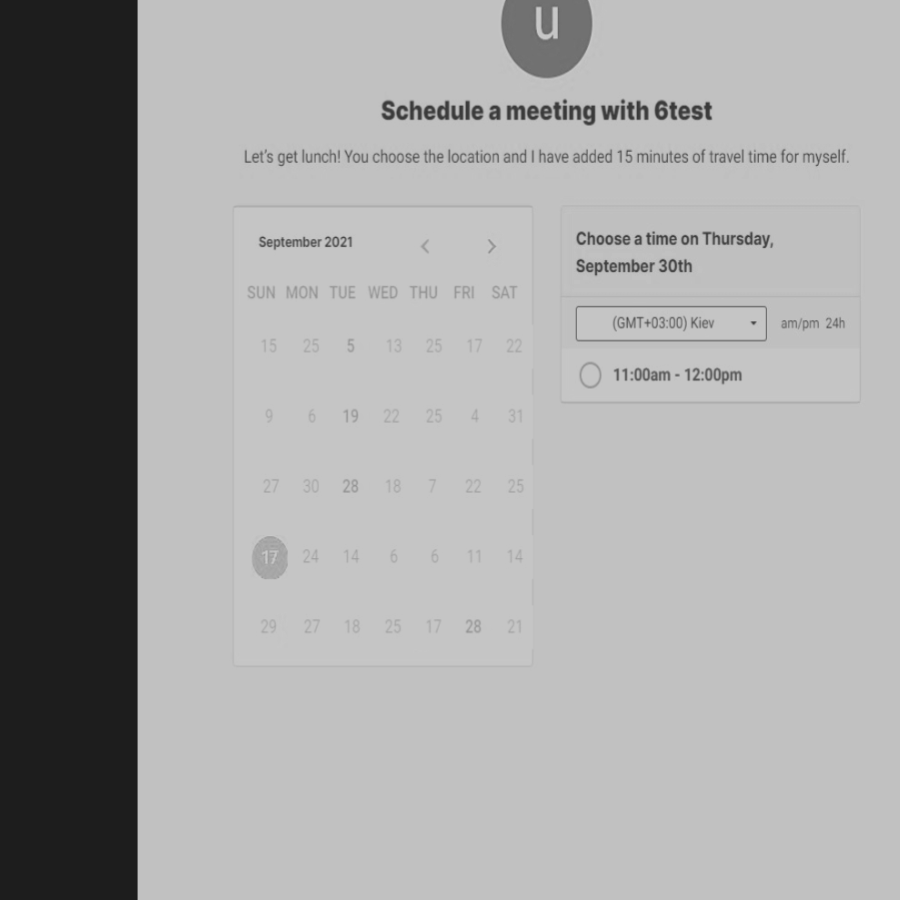 u
Schedule a meeting with 6test
Let's get lunch! You choose the location and I have added 15 minutes of travel time for myself.
September 2021
SUN MON TUE WED THU FRI SAT
15 25 5 13 25 17 22
9 6 19 22 25 4 31
27 30 28 18 7 22 25
17 24 14 6 6 11 14
29 27 18 25 17 28 21
Choose a time on Thursday,
September 30th
(GMT+03:00) Kiev am/pm 24h
11:00am - 12:00pm